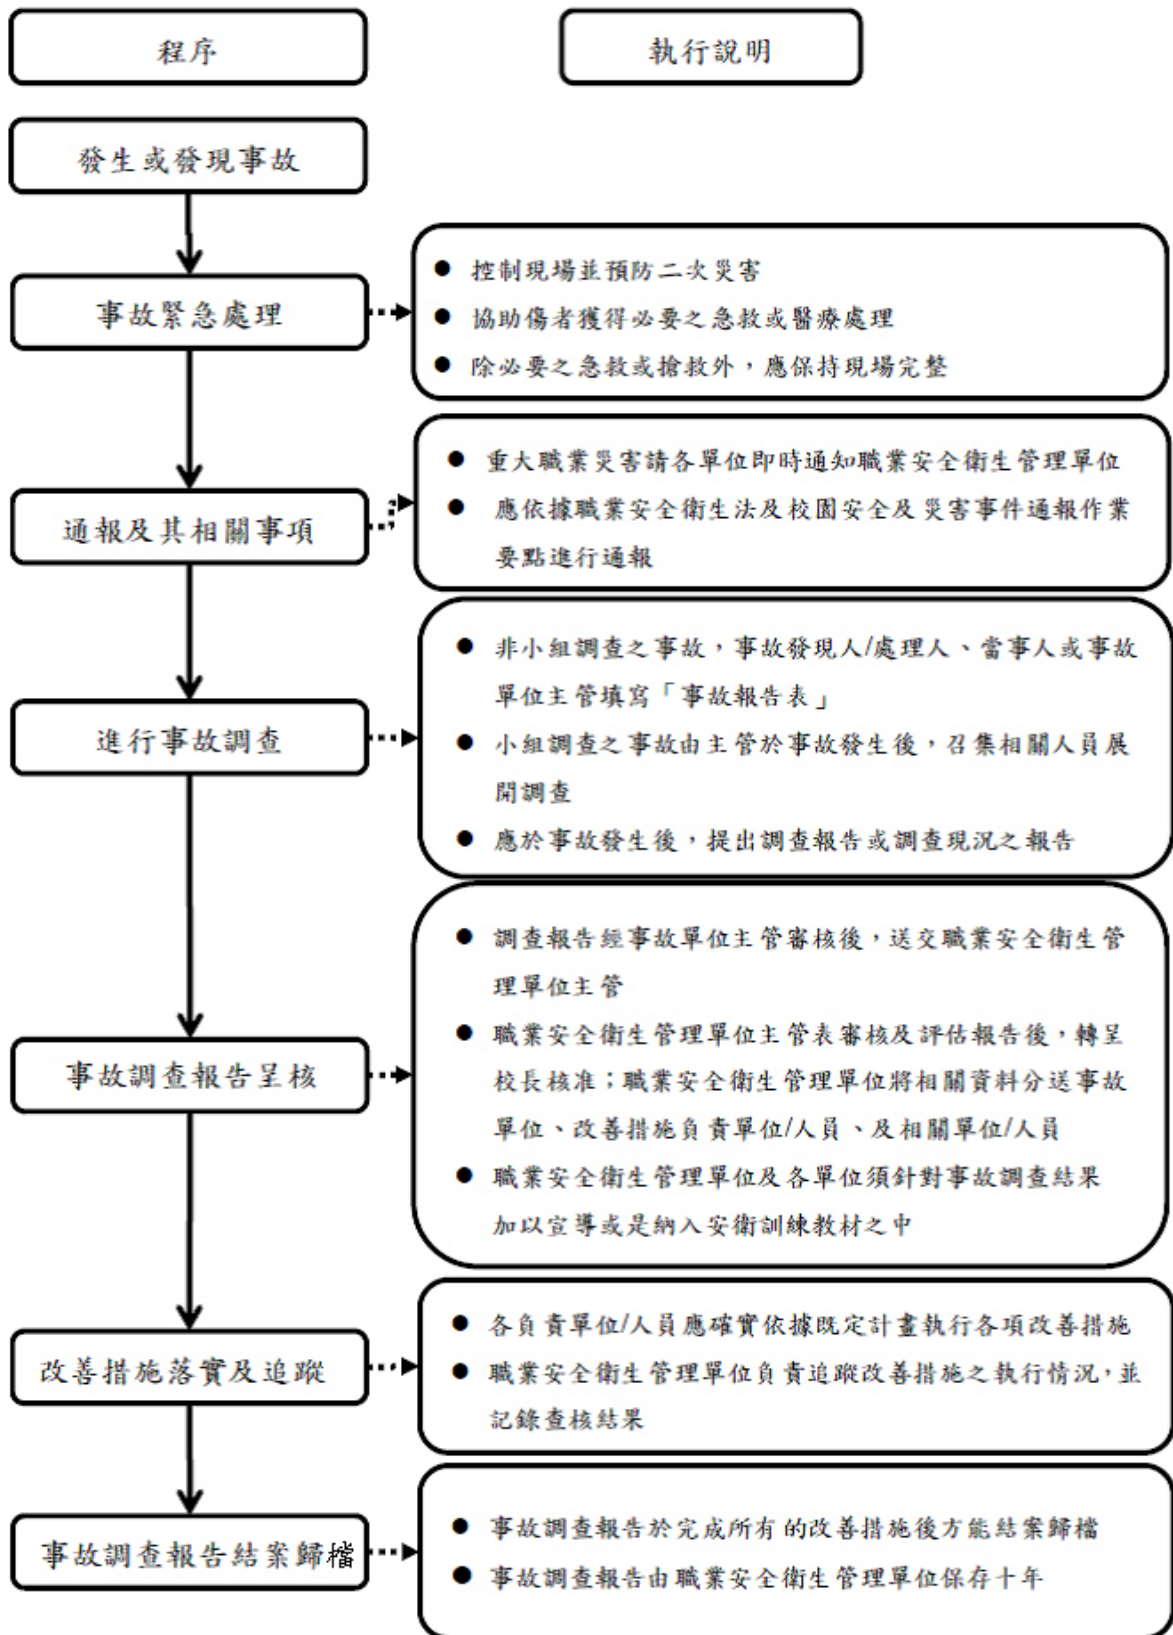 程序
執行說明
發生或發現事故
事故緊急處理
● 控制現場並預防二次災害
● 協助傷者獲得必要之急救或醫療處理
● 除必要之急救或搶救外，應保持現場完整
通報及其相關事項
● 重大職業災害請各單位即時通知職業安全衛生管理單位
● 應依據職業安全衛生法及校園安全及災害事件通報作業
要點進行通報
進行事故調查
● 非小組調查之事故，事故發現人/處理人、當事人或事故
單位主管填寫「事故報告表」
● 小組調查之事故由主管於事故發生後，召集相關人員展
開調查
● 應於事故發生後，提出調查報告或調查現況之報告
事故調查報告呈核
● 調查報告經事故單位主管審核後，送交職業安全衛生管
理單位主管
● 職業安全衛生管理單位主管表審核及評估報告後，轉呈
校長核准；職業安全衛生管理單位將相關資料分送事故
單位、改善措施負責單位/人員、及相關單位/人員
● 職業安全衛生管理單位及各單位須針對事故調查結果
加以宣導或是納入安衛訓練教材之中
改善措施落實及追蹤
● 各負責單位/人員應確實依據既定計畫執行各項改善措施
● 職業安全衛生管理單位負責追蹤改善措施之執行情況，並
記錄查核結果
事故調查報告結案歸檔
● 事故調查報告於完成所有的改善措施後方能結案歸檔
● 事故調查報告由職業安全衛生管理單位保存十年